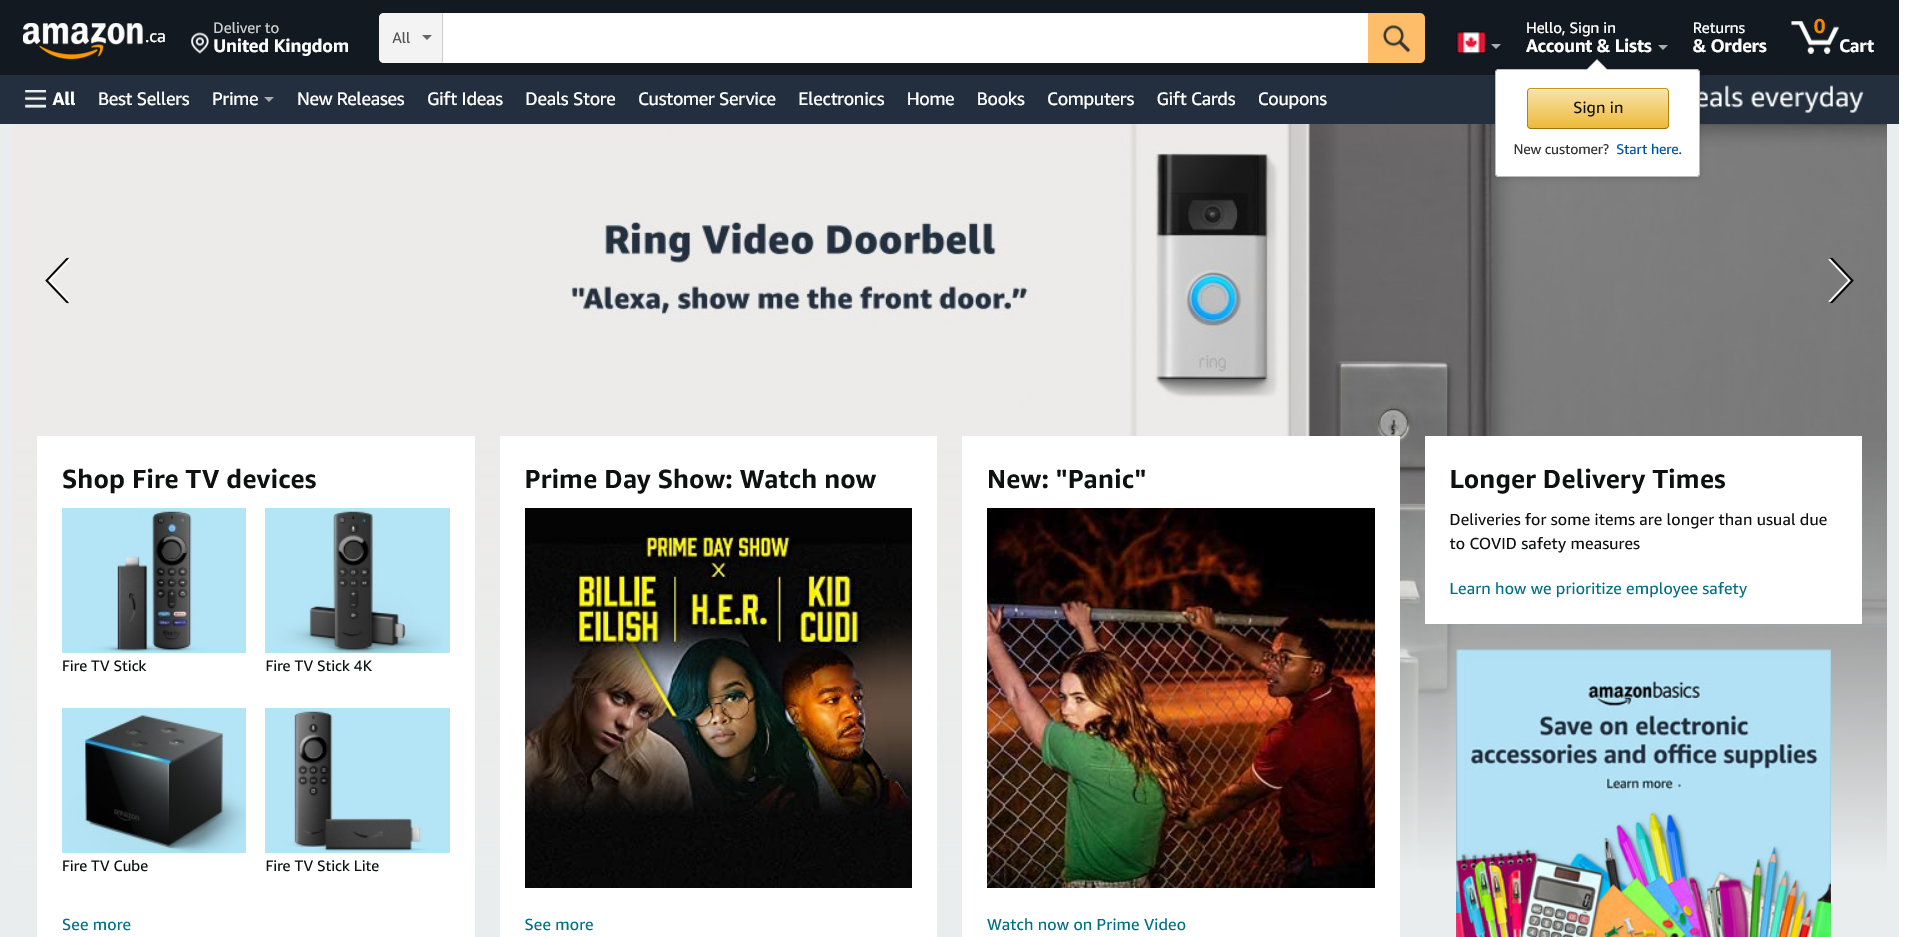 amazon.ca
Deliver to
United Kingdom
All
Hello, Sign in
Account & Lists
Returns
& Orders
0
Cart
All
Best Sellers
Prime
New Releases
Gift Ideas
Deals Store
Customer Service
Electronics
Home
Books
Computers
Gift Cards
Coupons
eals everyday
Sign in
New customer? Start here.
Ring Video Doorbell
"Alexa, show me the front door.”
ring
Shop Fire TV devices
Fire TV Stick
Fire TV Stick 4K
amazon
Fire TV Cube
Fire TV Stick Lite
See more
Prime Day Show: Watch now
PRIME DAY SHOW
X
BILLIE
EILISH
H.E.R.
KID
CUDI
See more
New: "Panic"
Watch now on Prime Video
Longer Delivery Times
Deliveries for some items are longer than usual due
to COVID safety measures
Learn how we prioritize employee safety
amazonbasics
Save on electronic
accessories and office supplies
Learn more